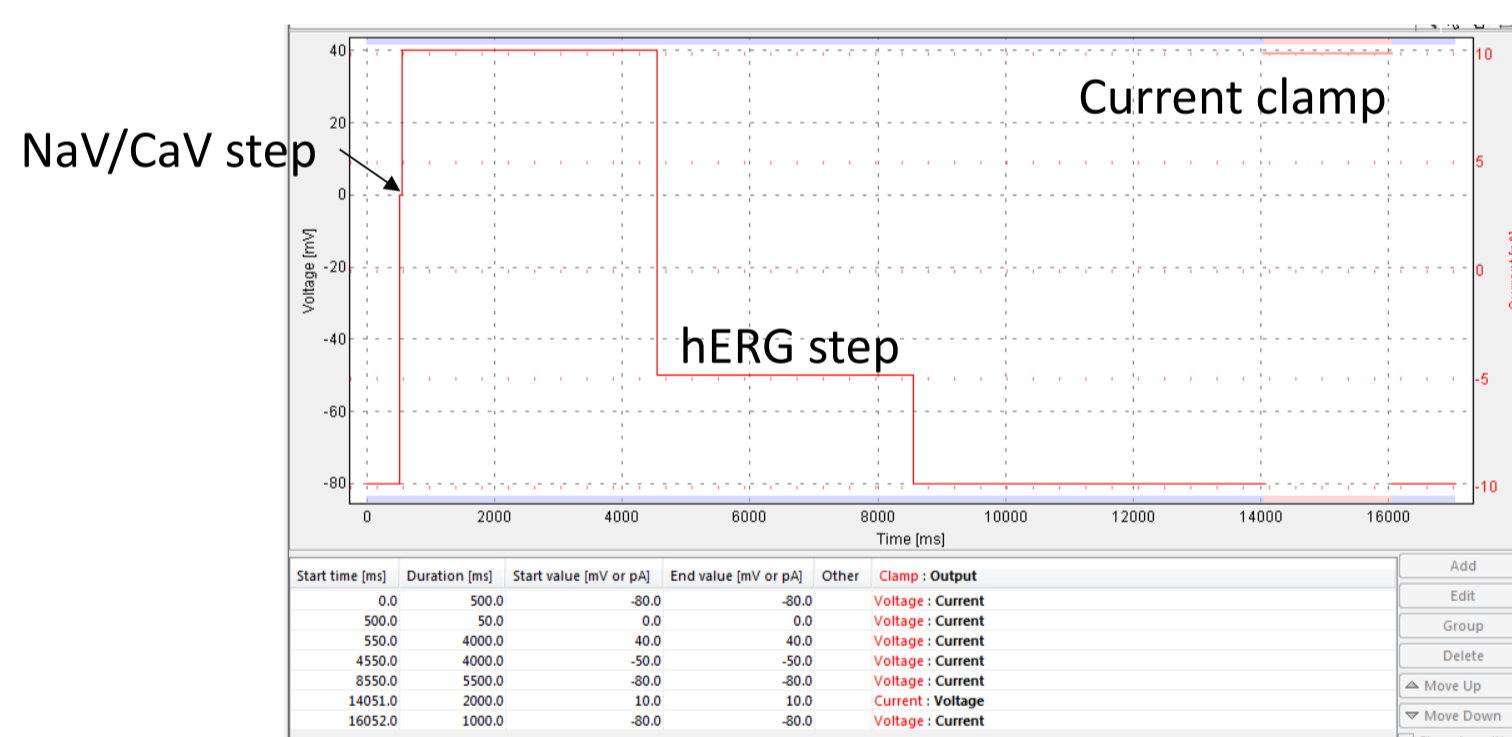 40
10
Current clamp
20
NaV/CaV step
5
0
Voltage [mV]
-20
0
-40
hERG step
-5
-60
-80
-10
0 2000 4000 6000 8000 10000 12000 14000 16000
Time [ms]
Start time [ms] Duration [ms] Start value [mV or pA] End value [mV or pA] Other Clamp : Output
0.0 500.0 -80.0 -80.0 Voltage : Current
500.0 50.0 0.0 0.0 Voltage : Current
550.0 4000.0 40.0 40.0 Voltage : Current
4550.0 4000.0 -50.0 -50.0 Voltage : Current
8550.0 5500.0 -80.0 -80.0 Voltage : Current
14051.0 2000.0 10.0 10.0 Current : Voltage
16052.0 1000.0 -80.0 -80.0 Voltage : Current
Add
Edit
Group
Delete
Move Up
Move Down